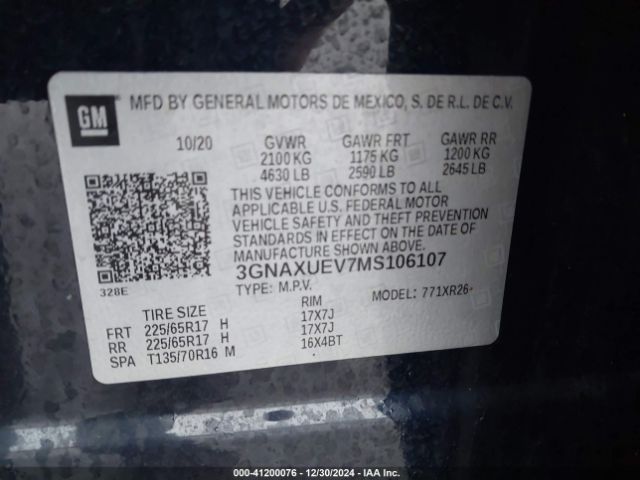 GM
MFD BY GENERAL MOTORS DE MEXICO, S. DE R.L. DE C.V.
10/20 GVWR GAWR FRT GAWR RR
2100 KG 1175 KG 1200 KG
4630 LB 2590 LB 2645 LB
THIS VEHICLE CONFORMS TO ALL
APPLICABLE U.S. FEDERAL MOTOR
VEHICLE SAFETY AND THEFT PREVENTION
STANDARDS IN EFFECT ON THE DATE OF
MANUFACTURE SHOWN ABOVE.
3GNAXUEV7MS106107
328E TYPE: M.P.V. MODEL: 771XR26+
TIRE SIZE RIM
FRT 225/65R17 H 17X7J
RR 225/65R17 H 17X7J
SPA T135/70R16 M 16X4BT
000-41200076 - 12/30/2024 - IAA Inc.